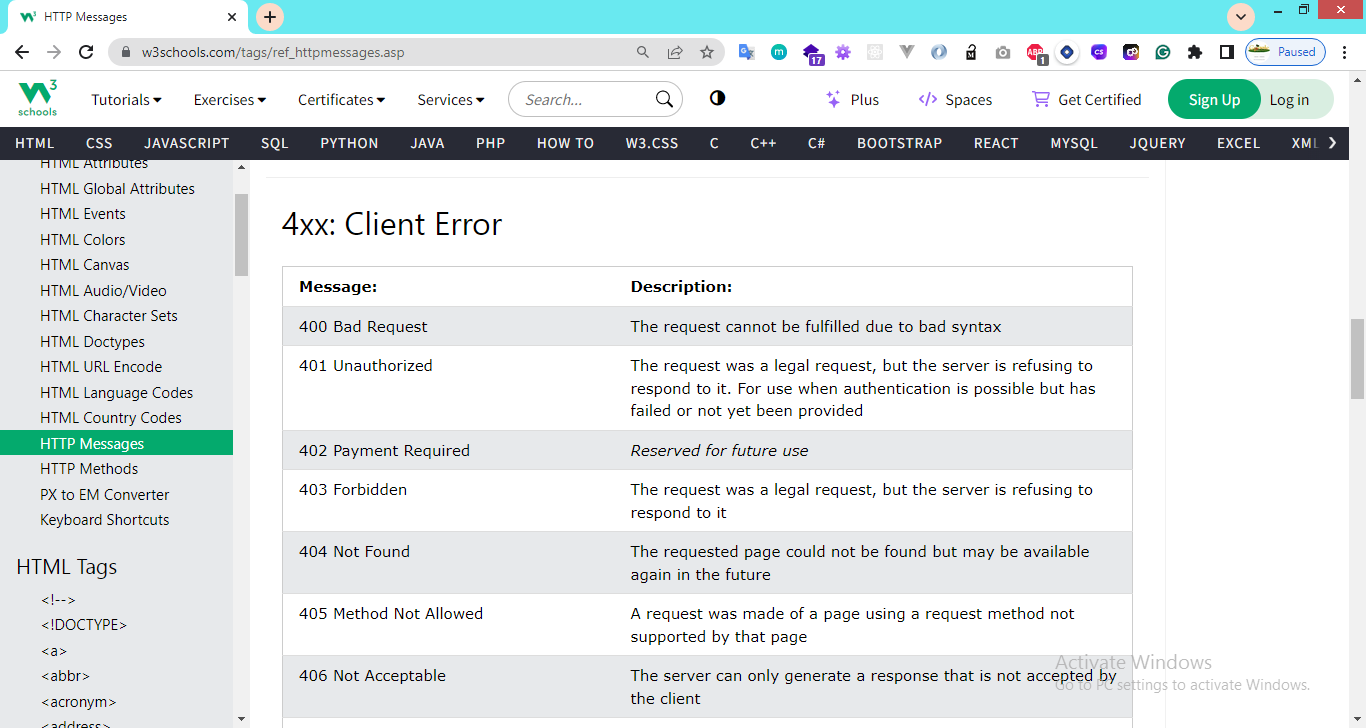 HTTP Messages
w3schools.com/tags/ref_httpmessages.asp
17
ABP
1
CS
Paused
W3
schools
Tutorials
Exercises
Certificates
Services
Search...
Plus
Spaces
Get Certified
Sign Up
Log in
HTML CSS JAVASCRIPT SQL PYTHON JAVA PHP HOW TO W3.CSS C C++ C# BOOTSTRAP REACT MYSQL JQUERY EXCEL XML
HTML Attributes
HTML Global Attributes
HTML Events
HTML Colors
HTML Canvas
HTML Audio/Video
HTML Character Sets
HTML Doctypes
HTML URL Encode
HTML Language Codes
HTML Country Codes
HTTP Messages
HTTP Methods
PX to EM Converter
Keyboard Shortcuts
HTML Tags
<!-->
<!DOCTYPE>
<a>
<abbr>
<acronym>
<address>
4xx: Client Error
Message: Description:
400 Bad Request The request cannot be fulfilled due to bad syntax
401 Unauthorized The request was a legal request, but the server is refusing to
respond to it. For use when authentication is possible but has
failed or not yet been provided
402 Payment Required Reserved for future use
403 Forbidden The request was a legal request, but the server is refusing to
respond to it
404 Not Found The requested page could not be found but may be available
again in the future
405 Method Not Allowed A request was made of a page using a request method not
supported by that page
406 Not Acceptable The server can only generate a response that is not accepted by
the client
Activate Windows
Go to PC settings to activate Windows.